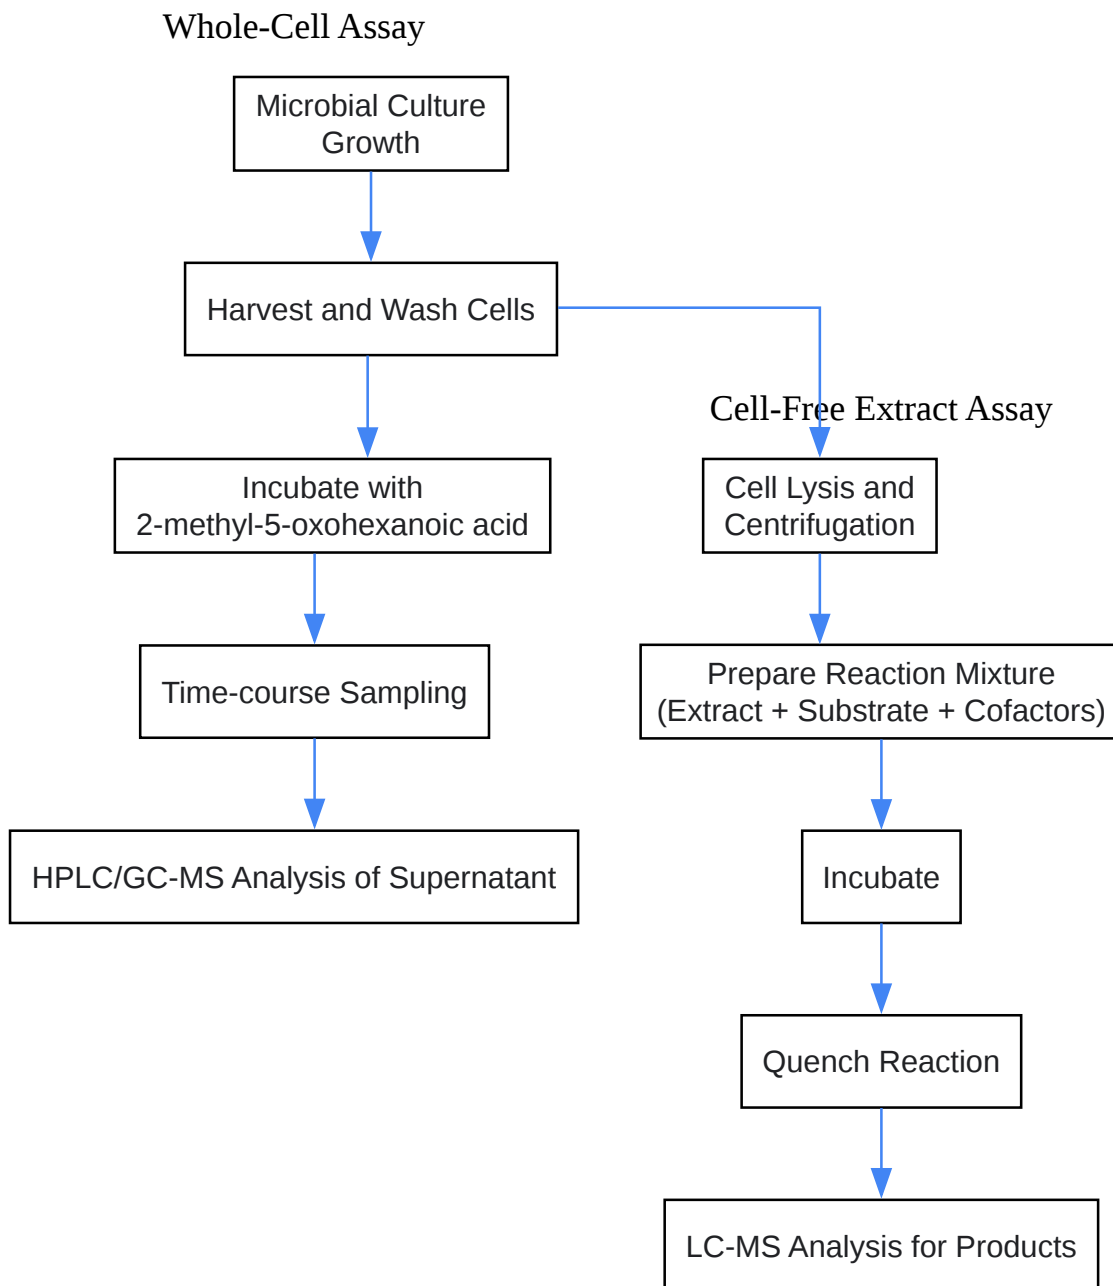 Whole-Cell Assay
Microbial Culture
Growth
Harvest and Wash Cells
Cell-Free Extract Assay
Incubate with
2-methyl-5-oxohexanoic acid
Cell Lysis and
Centrifugation
Time-course Sampling
Prepare Reaction Mixture
(Extract + Substrate + Cofactors)
HPLC/GC-MS Analysis of Supernatant
Incubate
Quench Reaction
LC-MS Analysis for Products